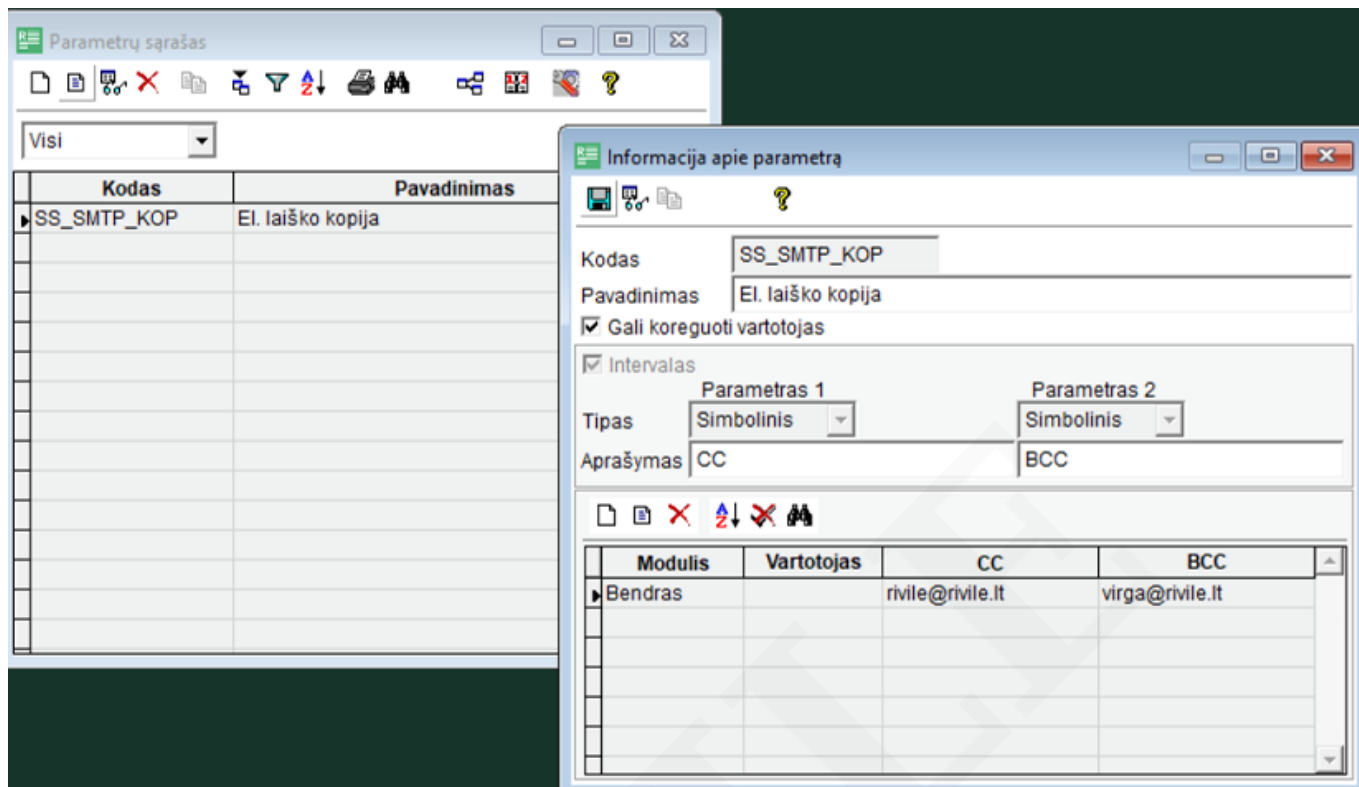 Parametrų sąrašas
Visi
Kodas Pavadinimas
SS_SMTP_KOP El. laiško kopija
Informacija apie parametrą
Kodas SS_SMTP_KOP
Pavadinimas El. laiško kopija
Gali koreguoti vartotojas
Intervalas
Parametras 1 Parametras 2
Tipas Simbolinis Simbolinis
Aprašymas CC BCC
Modulis Vartotojas CC BCC
Bendras rivile@rivile.lt virga@rivile.lt